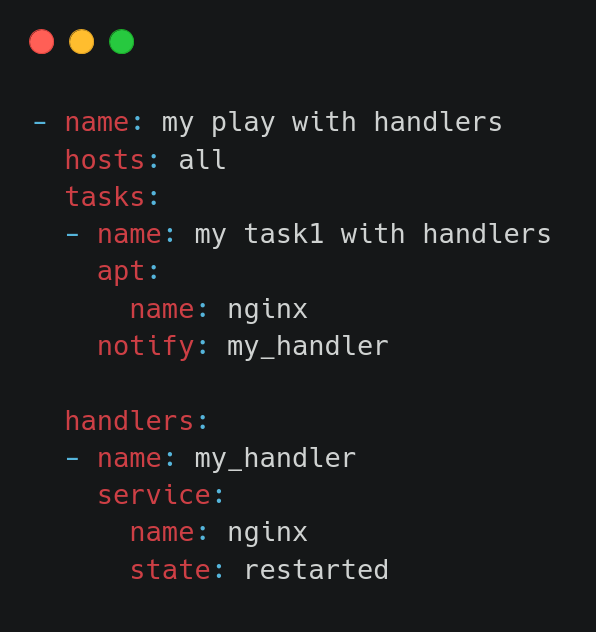 - name: my play with handlers
  hosts: all
  tasks:
  - name: my task1 with handlers
    apt:
      name: nginx
    notify: my_handler

  handlers:
  - name: my_handler
    service:
      name: nginx
      state: restarted